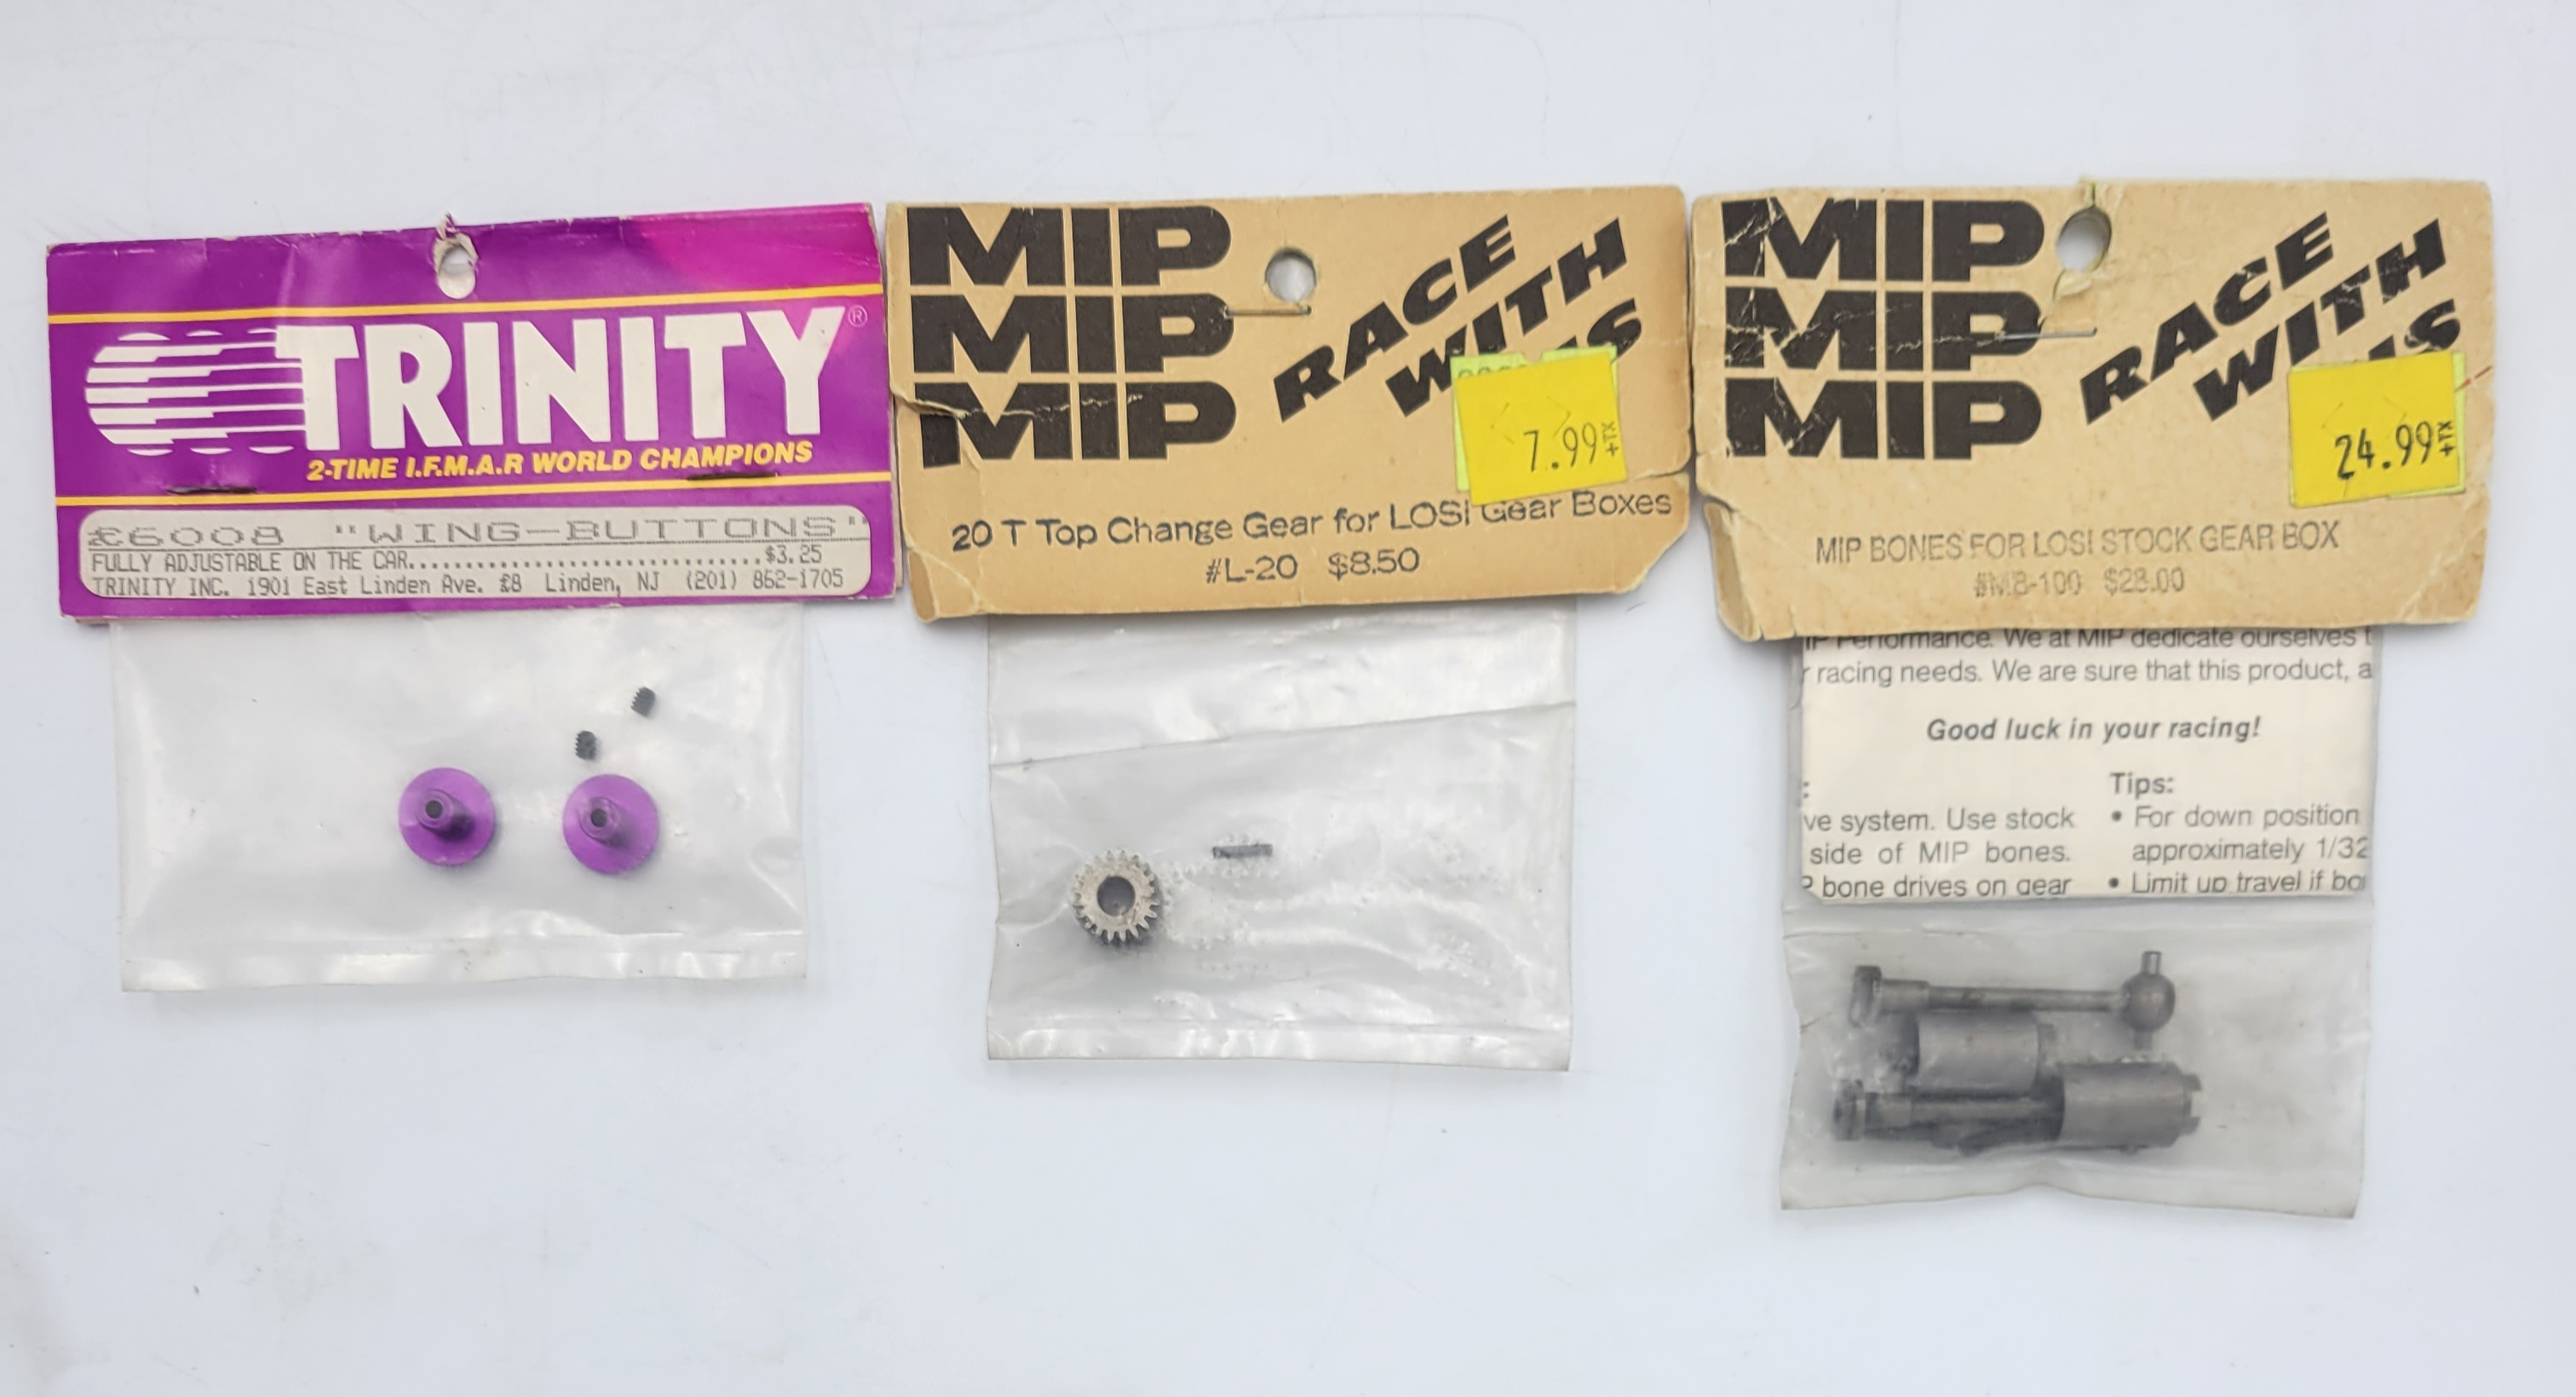 TRINITY®
2-TIME I.F.M.A.R WORLD CHAMPIONS
£6008 "WING-BUTTONS"
FULLY ADJUSTABLE ON THE CAR..............................$3.25
TRINITY INC. 1901 East Linden Ave. £8 Linden, NJ (201) 862-1705
MIP
MIP
MIP
RACE
WITH
7.99+TX
20 T Top Change Gear for LOSI Gear Boxes
#L-20 $8.50
MIP
MIP
MIP
RACE
WITH
24.99+TX
MIP BONES FOR LOSI STOCK GEAR BOX
#MB-100 $28.00
Performance. We at MIP dedicate ourselves
racing needs. We are sure that this product, a
Good luck in your racing!
Tips:
ve system. Use stock
side of MIP bones.
bone drives on gear
• For down position
approximately 1/32
• Limit up travel if